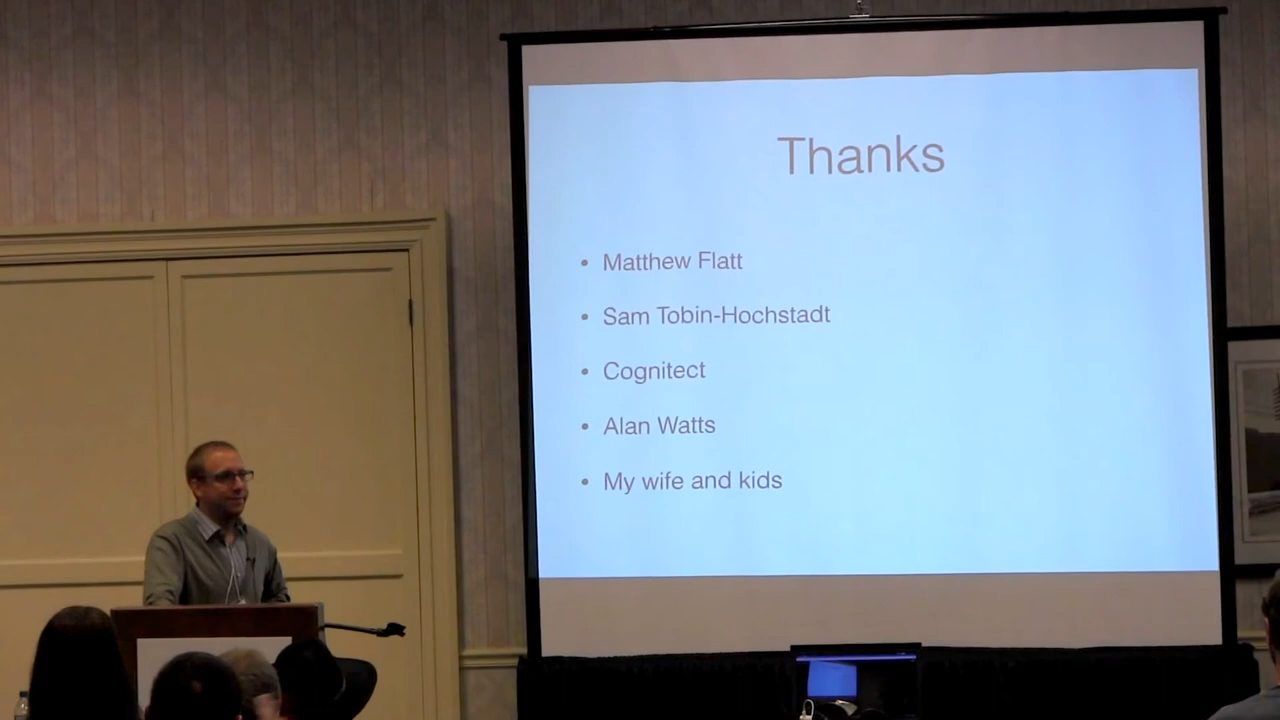 Thanks
• Matthew Flatt
• Sam Tobin-Hochstadt
• Cognitect
• Alan Watts
• My wife and kids